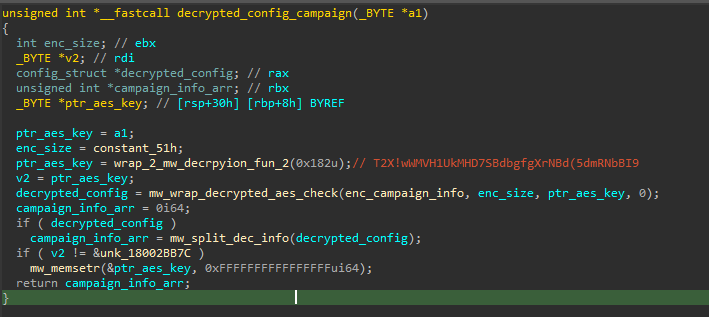 unsigned int *__fastcall decrypted_config_campaign(_BYTE *a1)
{
int enc_size; // ebx
_BYTE *v2; // rdi
config_struct *decrypted_config; // rax
unsigned int *campaign_info_arr; // rbx
_BYTE *ptr_aes_key; // [rsp+30h] [rbp+8h] BYREF
ptr_aes_key = a1;
enc_size = constant_51h;
ptr_aes_key = wrap_2_mw_decrpyion_fun_2(0x182u);// T2X!wWMVH1UkMHD7SBdbgfgXrNBd(5dmRNbBI9
v2 = ptr_aes_key;
decrypted_config = mw_wrap_decrypted_aes_check(enc_campaign_info, enc_size, ptr_aes_key, 0);
campaign_info_arr = 0i64;
if ( decrypted_config )
campaign_info_arr = mw_split_dec_info(decrypted_config);
if ( v2 != &unk_18002BB7C )
mw_memsetr(&ptr_aes_key, 0xFFFFFFFFFFFFFFFFui64);
return campaign_info_arr;
}